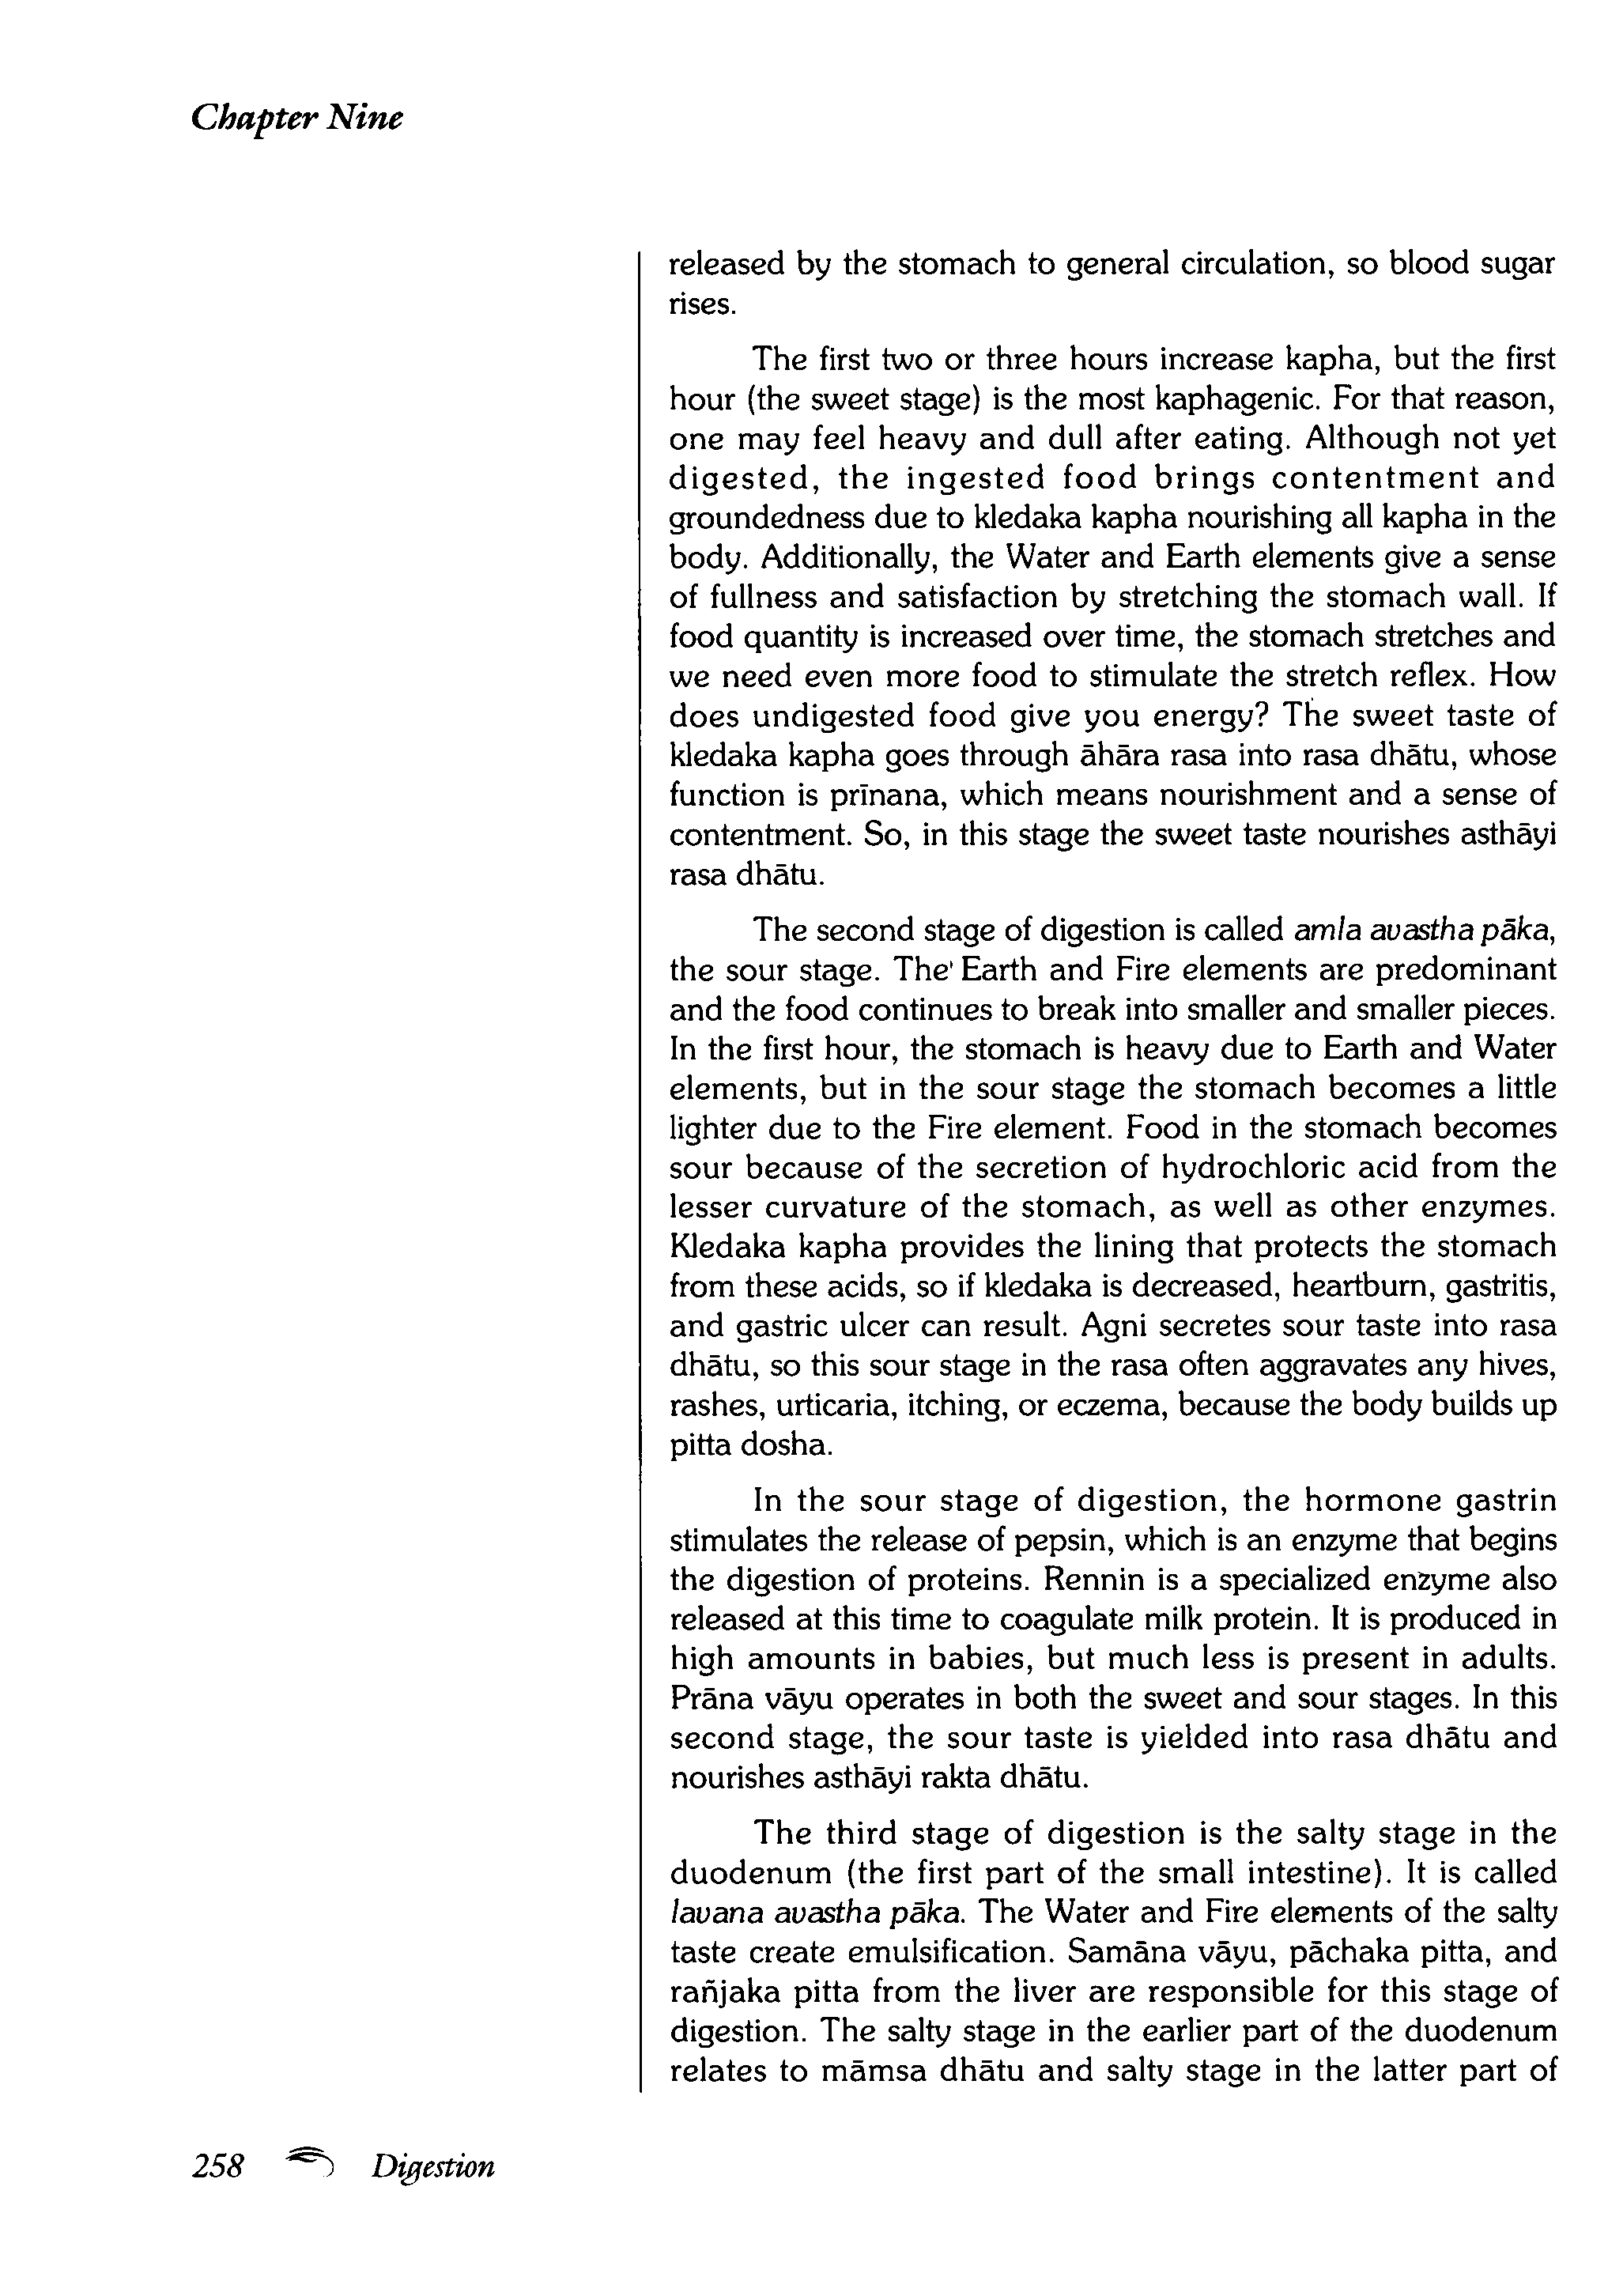 Chapter Nine
released by the stomach to general circulation, so blood sugar
rises.
The first two or three hours increase kapha, but the first
hour (the sweet stage) is the most kaphagenic. For that reason,
one may feel heavy and dull after eating. Although not yet
digested, the ingested food brings contentment and
groundedness due to kledaka kapha nourishing all kapha in the
body. Additionally, the Water and Earth elements give a sense
of fullness and satisfaction by stretching the stomach wall. If
food quantity is increased over time, the stomach stretches and
we need even more food to stimulate the stretch reflex. How
does undigested food give you energy? The sweet taste of
kledaka kapha goes through āhāra rasa into rasa dhātu, whose
function is prīnana, which means nourishment and a sense of
contentment. So, in this stage the sweet taste nourishes asthāyi
rasa dhātu.
The second stage of digestion is called amla avastha pāka,
the sour stage. The Earth and Fire elements are predominant
and the food continues to break into smaller and smaller pieces.
In the first hour, the stomach is heavy due to Earth and Water
elements, but in the sour stage the stomach becomes a little
lighter due to the Fire element. Food in the stomach becomes
sour because of the secretion of hydrochloric acid from the
lesser curvature of the stomach, as well as other enzymes.
Kledaka kapha provides the lining that protects the stomach
from these acids, so if kledaka is decreased, heartburn, gastritis,
and gastric ulcer can result. Agni secretes sour taste into rasa
dhātu, so this sour stage in the rasa often aggravates any hives,
rashes, urticaria, itching, or eczema, because the body builds up
pitta dosha.
In the sour stage of digestion, the hormone gastrin
stimulates the release of pepsin, which is an enzyme that begins
the digestion of proteins. Rennin is a specialized enzyme also
released at this time to coagulate milk protein. It is produced in
high amounts in babies, but much less is present in adults.
Prāna vāyu operates in both the sweet and sour stages. In this
second stage, the sour taste is yielded into rasa dhātu and
nourishes asthāyi rakta dhātu.
The third stage of digestion is the salty stage in the
duodenum (the first part of the small intestine). It is called
lavana avastha pāka. The Water and Fire elements of the salty
taste create emulsification. Samāna vāyu, pāchaka pitta, and
rañjaka pitta from the liver are responsible for this stage of
digestion. The salty stage in the earlier part of the duodenum
relates to māmsa dhātu and salty stage in the latter part of
258 Digestion